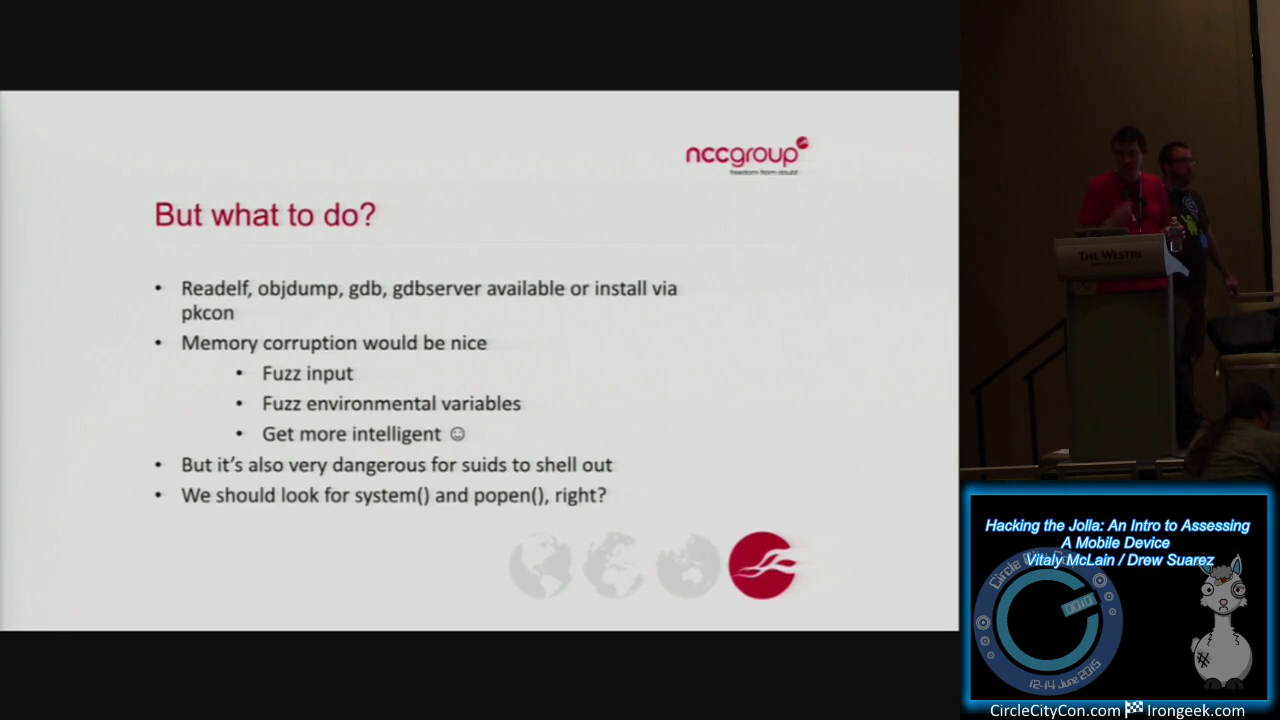 nccgroup
freedom from doubt
But what to do?
• Readelf, objdump, gdb, gdbserver available or install via
pkcon
• Memory corruption would be nice
• Fuzz input
• Fuzz environmental variables
• Get more intelligent ☺
• But it's also very dangerous for suids to shell out
• We should look for system() and popen(), right?
THE WESTIN
Hacking the Jolla: An Intro to Assessing
A Mobile Device
Vitaly McLain / Drew Suarez
Circle City Con
12-14 June 2015
CircleCityCon.com Irongeek.com